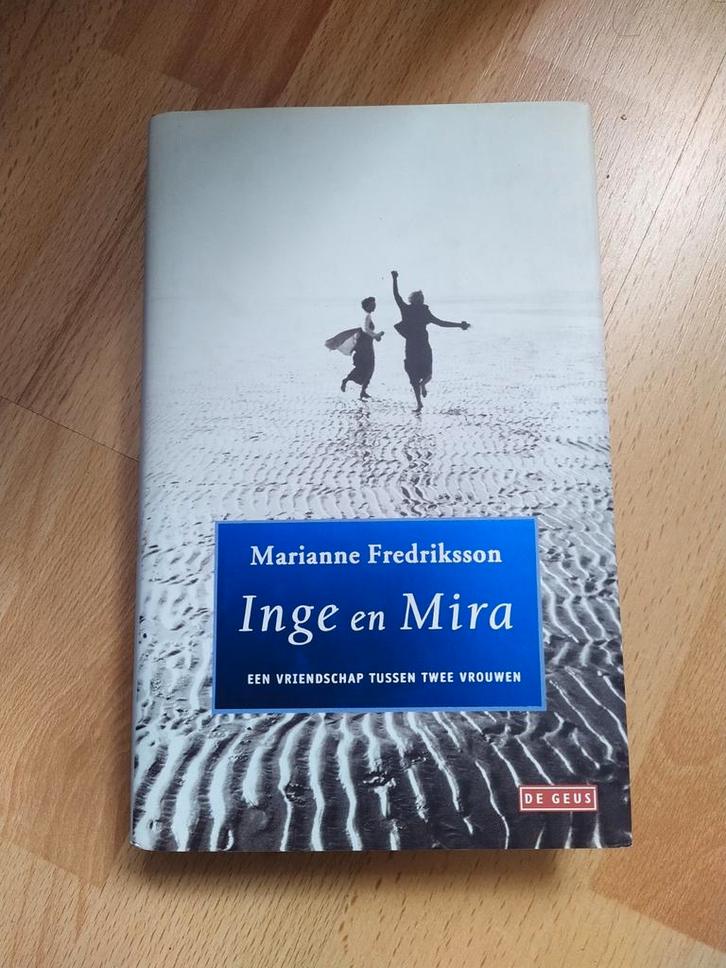 Marianne Fredriksson
Inge en Mira
EEN VRIENDSCHAP TUSSEN TWEE VROUWEN
DE GEUS